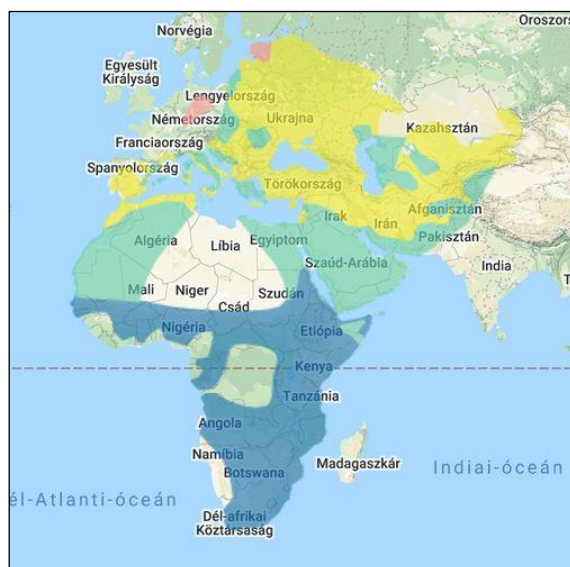 Oroszors
Norvégia
Egyesült
Királyság
Lengyelország
Németország
Ukrajna
Kazahsztán
Franciaország
Spanyolország
Törökország
Afganisztán
Irak
Irán
Pakisztán
Algéria
Líbia
Egyiptom
Szaúd-Arábia
India
T
Mali
Niger
Szudán
Csád
Nigéria
Etiópia
Kenya
Tanzánia
Angola
Namíbia
Madagaszkár
Indiai-óceán
Botswana
él-Atlanti-óceán
Dél-afrikai
Köztársaság